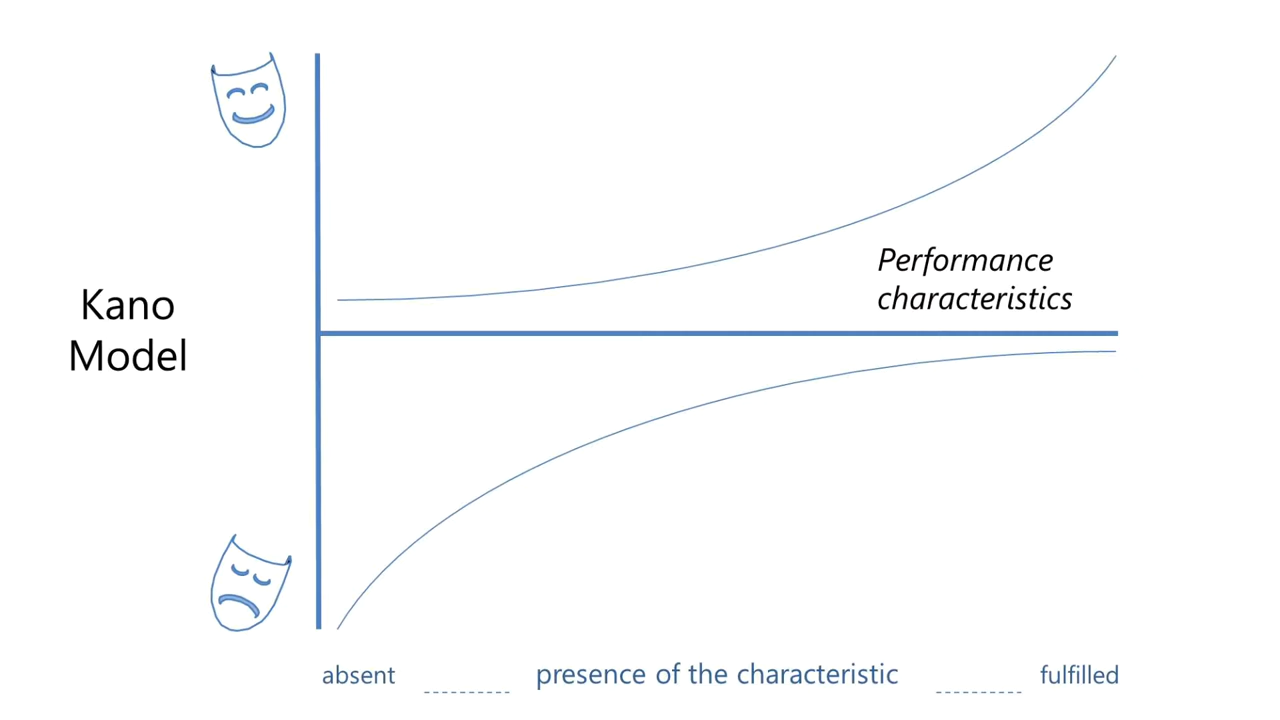 Performance
characteristics
Kano
Model
absent presence of the characteristic fulfilled